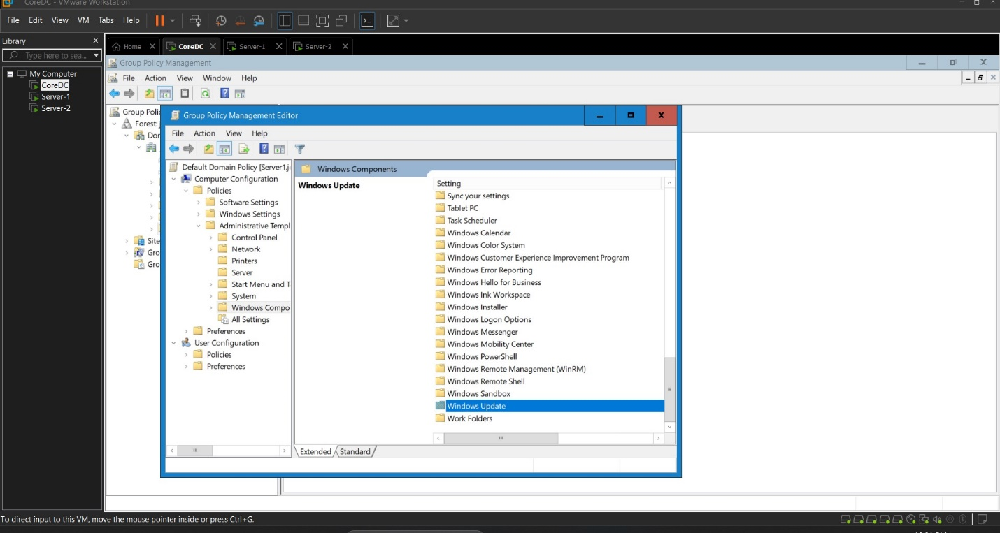 CoreDC - VMware Workstation
File Edit View VM Tabs Help
Library
Type here to sea...
My Computer
CoreDC
Server-1
Server-2
Home
CoreDC
Server-1
Server-2
Group Policy Management
File Action View Window Help
Group Poli
Forest:
Dor
Site
Gro
Gro
Group Policy Management Editor
File Action View Help
Default Domain Policy [Server1.j
Computer Configuration
Policies
Software Settings
Windows Settings
Administrative Templ
Control Panel
Network
Printers
Server
Start Menu and T
System
Windows Compo
All Settings
Preferences
User Configuration
Policies
Preferences
Windows Components
Windows Update
Setting
Sync your settings
Tablet PC
Task Scheduler
Windows Calendar
Windows Color System
Windows Customer Experience Improvement Program
Windows Error Reporting
Windows Hello for Business
Windows Ink Workspace
Windows Installer
Windows Logon Options
Windows Messenger
Windows Mobility Center
Windows PowerShell
Windows Remote Management (WinRM)
Windows Remote Shell
Windows Sandbox
Windows Update
Work Folders
Extended Standard
To direct input to this VM, move the mouse pointer inside or press Ctrl+G.